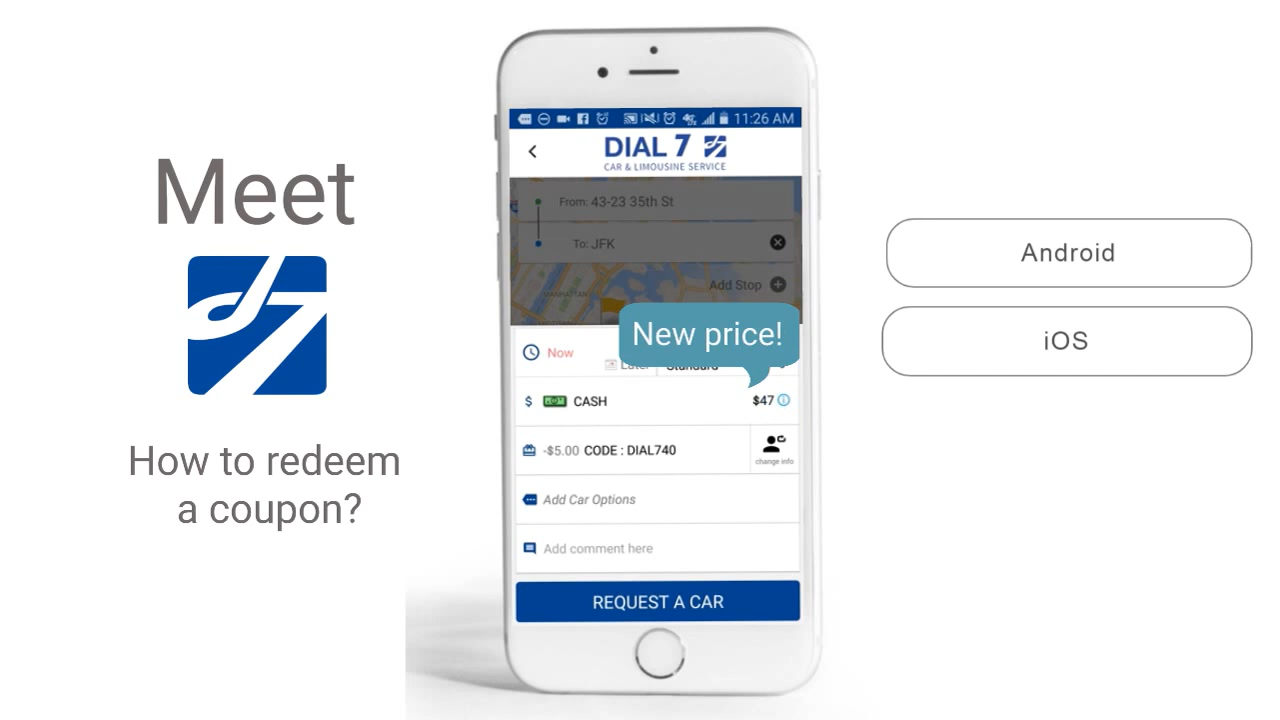 Meet
How to redeem
a coupon?
11:26 AM
DIAL 7
CAR & LIMOUSINE SERVICE
From: 43-23 35th St
To: JFK
Add Stop
MANHATTAN
New price!
Now
Later
Standard
$ CASH
$47
-$5.00 CODE : DIAL740
change info
Add Car Options
Add comment here
REQUEST A CAR
Android
iOS